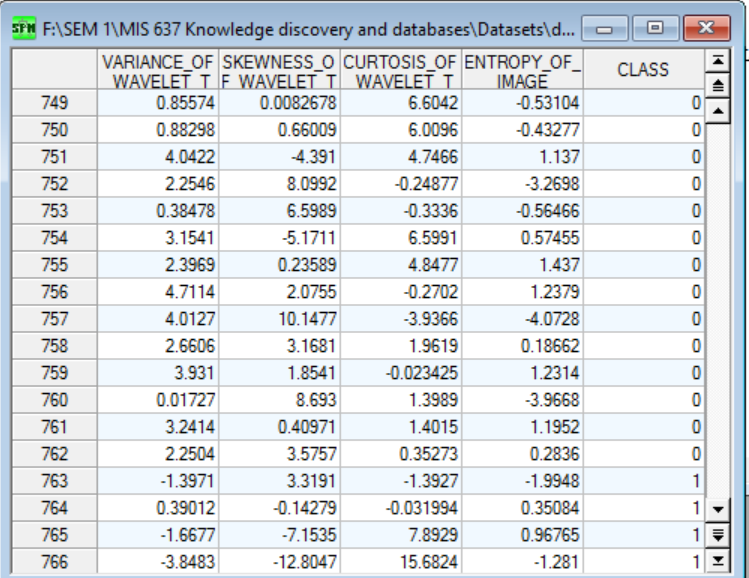 SPM F:\SEM 1\MIS 637 Knowledge discovery and databases\Datasets\d...
VARIANCE_OF_WAVELET_T SKEWNESS_OF_WAVELET_T CURTOSIS_OF_WAVELET_T ENTROPY_OF_IMAGE CLASS
749 0.85574 0.0082678 6.6042 -0.53104 0
750 0.88298 0.66009 6.0096 -0.43277 0
751 4.0422 -4.391 4.7466 1.137 0
752 2.2546 8.0992 -0.24877 -3.2698 0
753 0.38478 6.5989 -0.3336 -0.56466 0
754 3.1541 -5.1711 6.5991 0.57455 0
755 2.3969 0.23589 4.8477 1.437 0
756 4.7114 2.0755 -0.2702 1.2379 0
757 4.0127 10.1477 -3.9366 -4.0728 0
758 2.6606 3.1681 1.9619 0.18662 0
759 3.931 1.8541 -0.023425 1.2314 0
760 0.01727 8.693 1.3989 -3.9668 0
761 3.2414 0.40971 1.4015 1.1952 0
762 2.2504 3.5757 0.35273 0.2836 0
763 -1.3971 3.3191 -1.3927 -1.9948 1
764 0.39012 -0.14279 -0.031994 0.35084 1
765 -1.6677 -7.1535 7.8929 0.96765 1
766 -3.8483 -12.8047 15.6824 -1.281 1